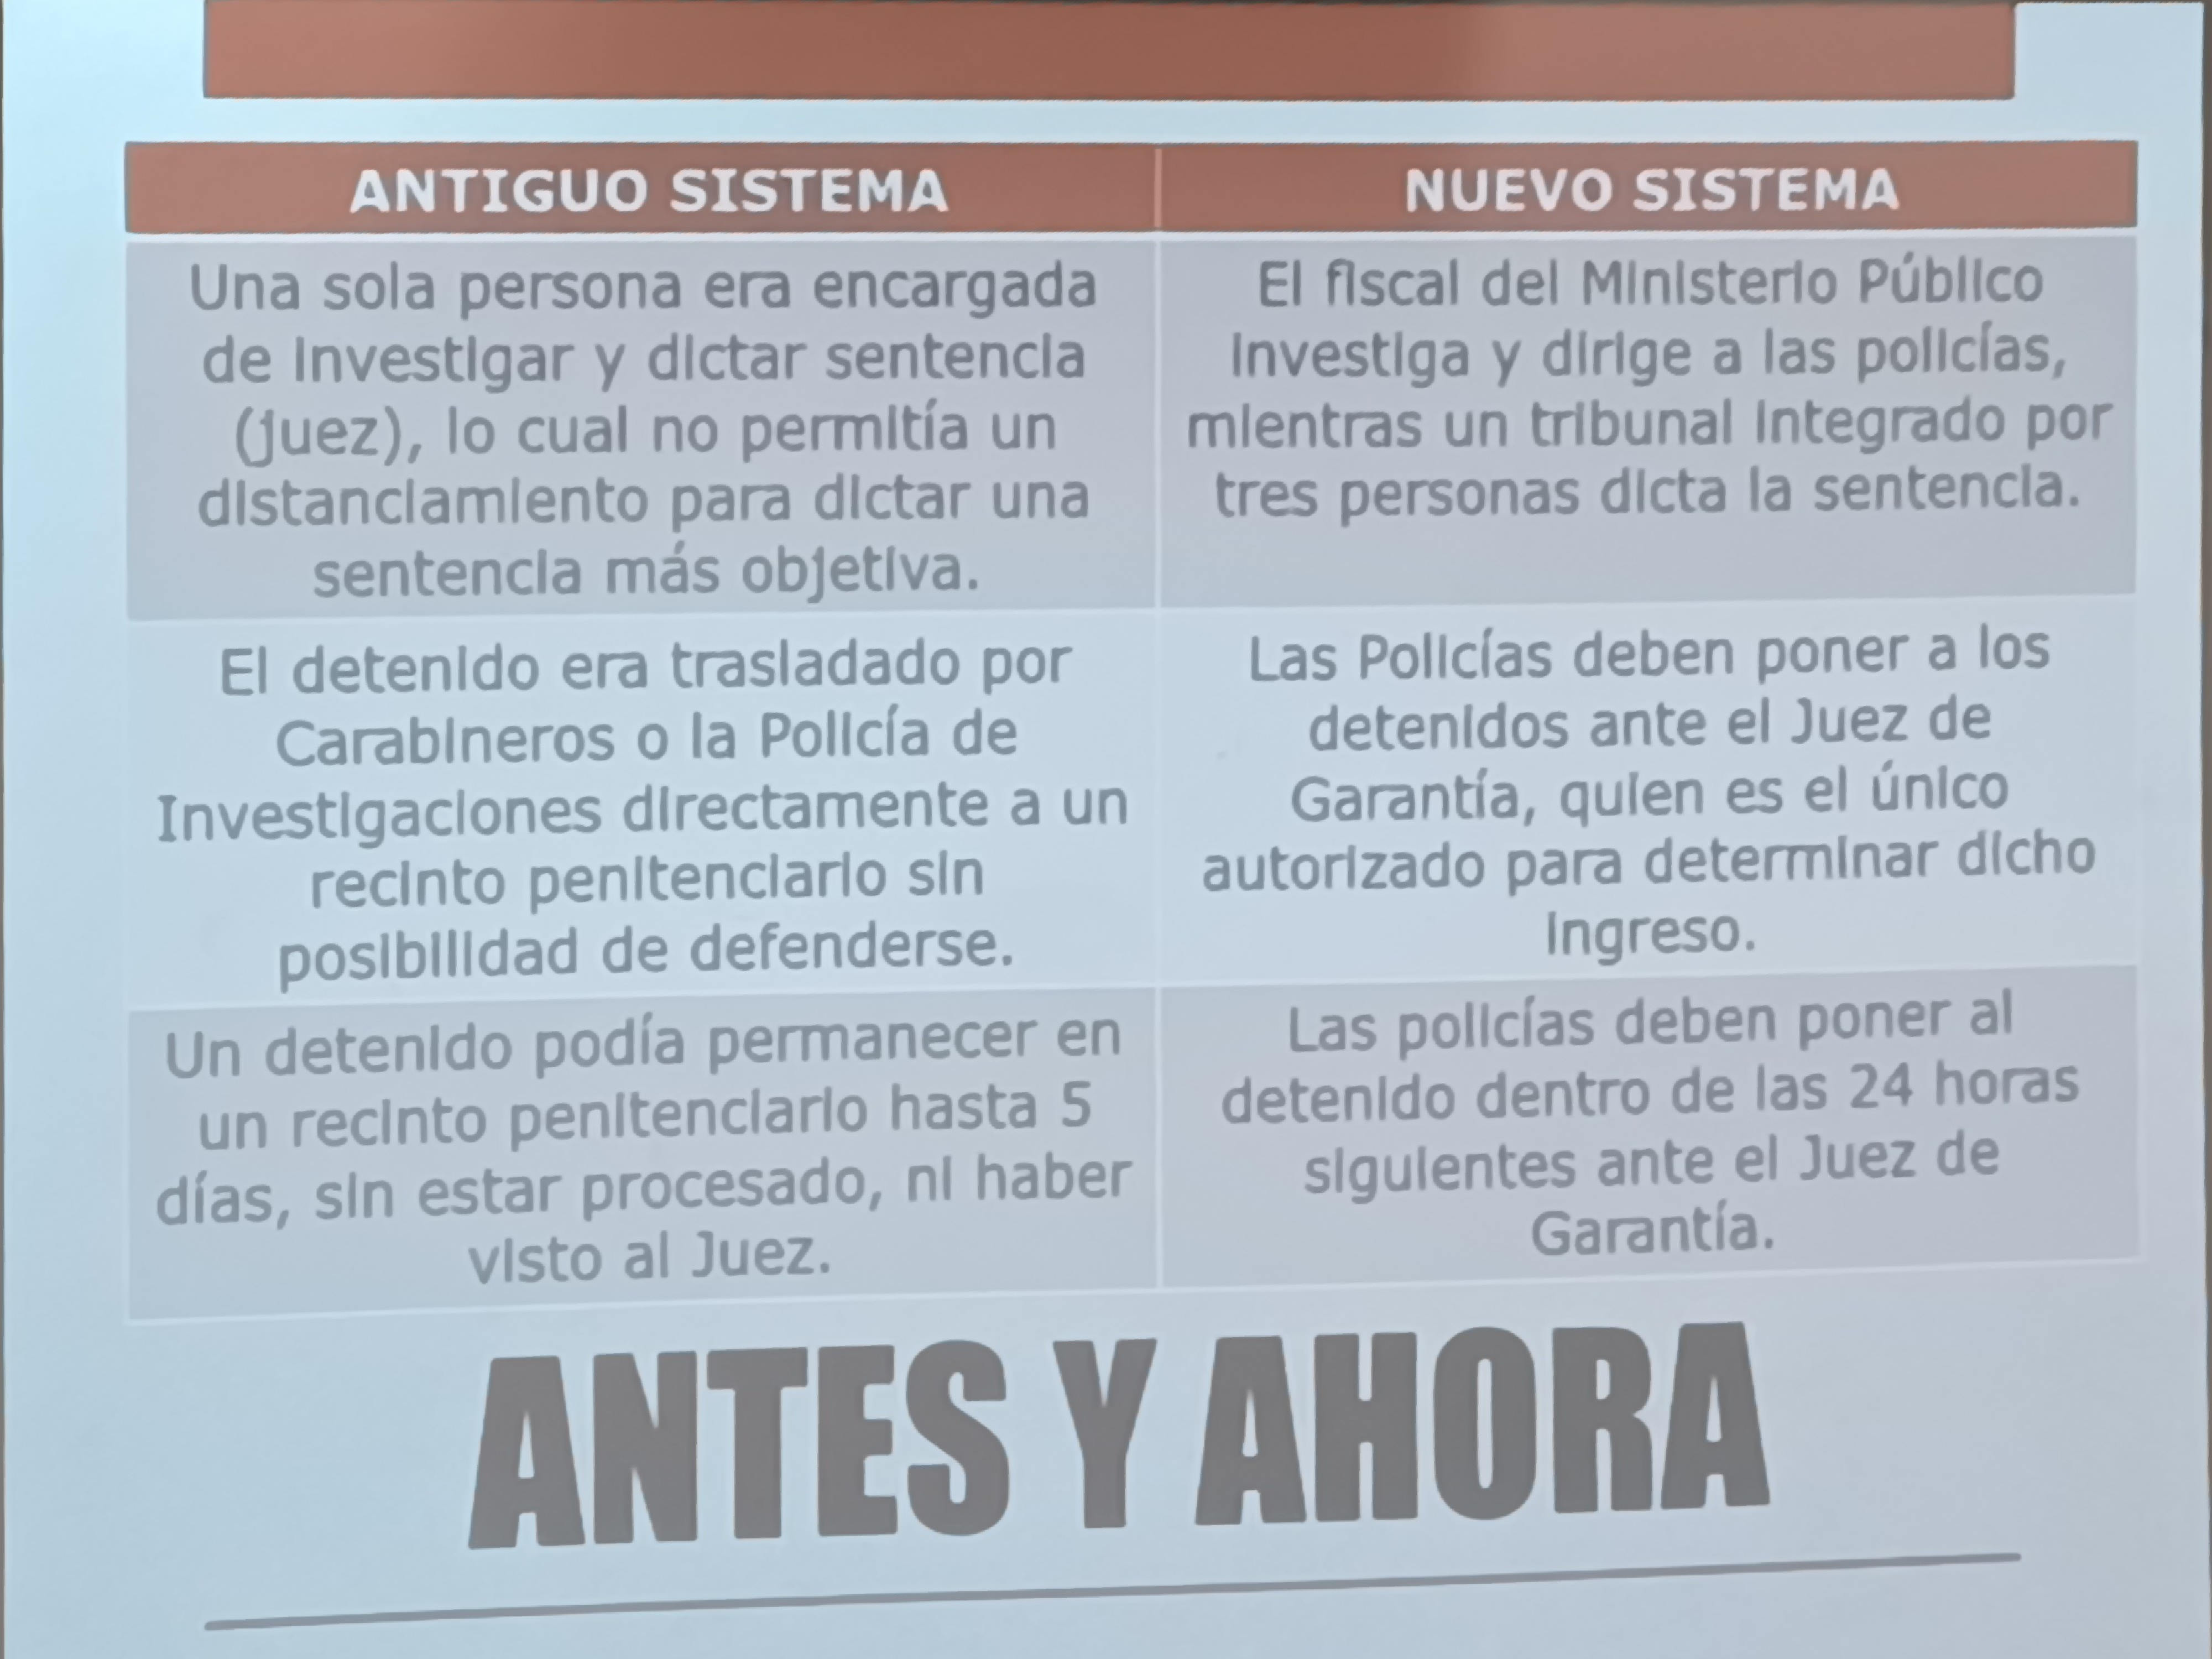 ANTIGUO SISTEMA
NUEVO SISTEMA
Una sola persona era encargada
de investigar y dictar sentencia
(juez), lo cual no permitía un
distanciamiento para dictar una
sentencia más objetiva.
El fiscal del Ministerio Público
investiga y dirige a las policías,
mientras un tribunal integrado por
tres personas dicta la sentencia.
El detenido era trasladado por
Carabineros o la Policía de
Investigaciones directamente a un
recinto penitenciario sin
posibilidad de defenderse.
Las Policías deben poner a los
detenidos ante el Juez de
Garantía, quien es el único
autorizado para determinar dicho
ingreso.
Un detenido podía permanecer en
un recinto penitenciario hasta 5
días, sin estar procesado, ni haber
visto al Juez.
Las policías deben poner al
detenido dentro de las 24 horas
siguientes ante el Juez de
Garantía.
ANTES Y AHORA